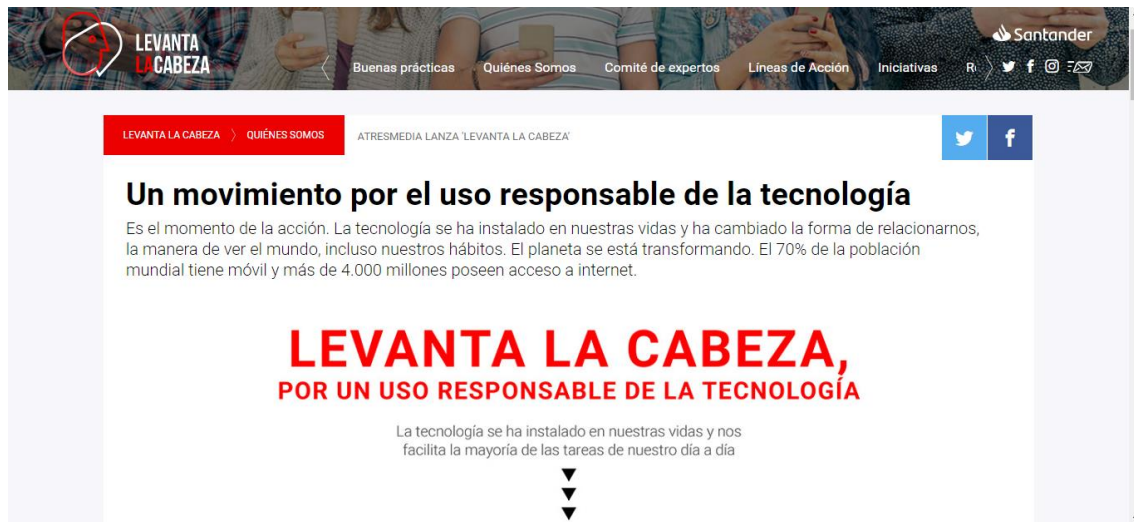 LEVANTA
LA CABEZA
Santander
Buenas prácticas
Quiénes Somos
Comité de expertos
Líneas de Acción
Iniciativas
LEVANTA LA CABEZA
QUIÉNES SOMOS
ATRESMEDIA LANZA 'LEVANTA LA CABEZA'
Un movimiento por el uso responsable de la tecnología
Es el momento de la acción. La tecnología se ha instalado en nuestras vidas y ha cambiado la forma de relacionarnos,
la manera de ver el mundo, incluso nuestros hábitos. El planeta se está transformando. El 70% de la población
mundial tiene móvil y más de 4.000 millones poseen acceso a internet.
LEVANTA LA CABEZA,
POR UN USO RESPONSABLE DE LA TECNOLOGÍA
La tecnología se ha instalado en nuestras vidas y nos
facilita la mayoría de las tareas de nuestro día a día